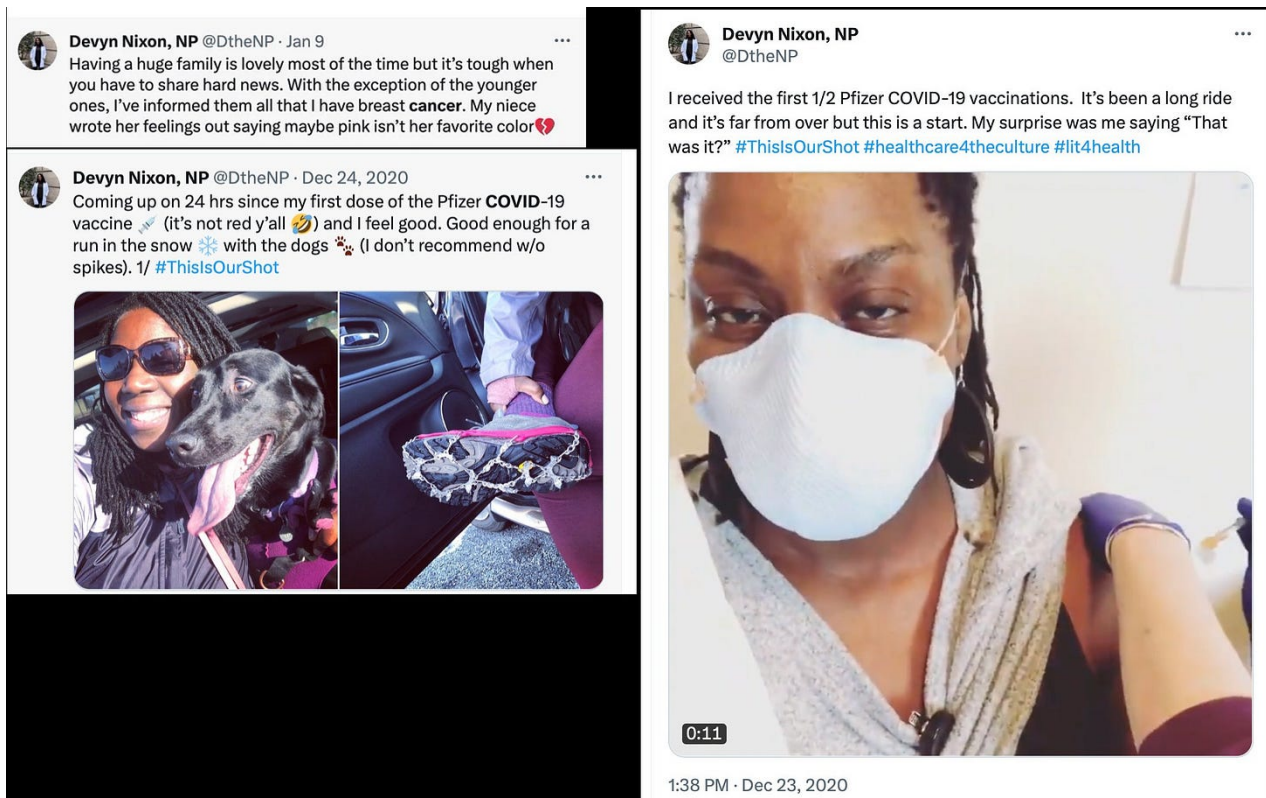 Devyn Nixon, NP @DtheNP · Jan 9
Having a huge family is lovely most of the time but it's tough when
you have to share hard news. With the exception of the younger
ones, I've informed them all that I have breast cancer. My niece
wrote her feelings out saying maybe pink isn't her favorite color💔
Devyn Nixon, NP @DtheNP · Dec 24, 2020
Coming up on 24 hrs since my first dose of the Pfizer COVID-19
vaccine 💉 (it's not red y'all 🤣) and I feel good. Good enough for a
run in the snow ❄️ with the dogs 🐾 (I don't recommend w/o
spikes). 1/ #ThisIsOurShot
Devyn Nixon, NP
@DtheNP
I received the first 1/2 Pfizer COVID-19 vaccinations.  It's been a long ride
and it's far from over but this is a start. My surprise was me saying “That
was it?” #ThisIsOurShot #healthcare4theculture #lit4health
0:11
1:38 PM · Dec 23, 2020